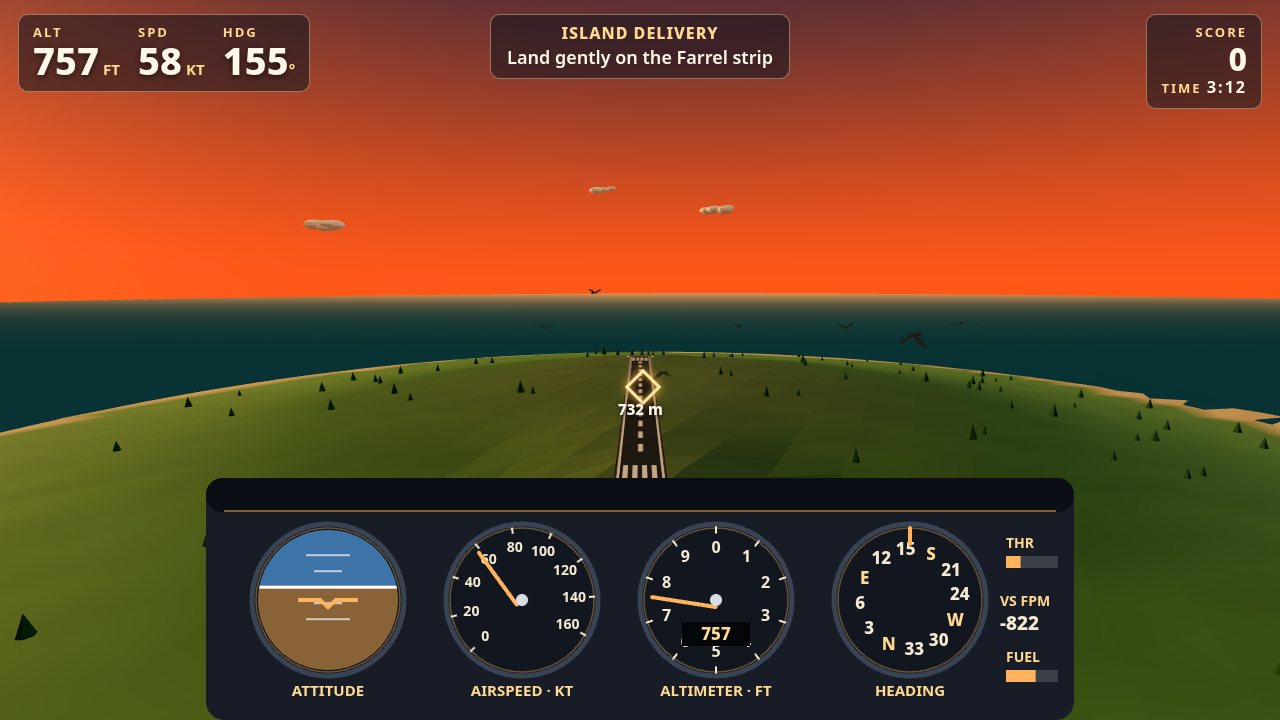 ALT SPD HDG
757 FT 58 KT 155°
ISLAND DELIVERY
Land gently on the Farrel strip
SCORE
0
TIME 3:12
732 m
0 20 40 60 80 100 120 140 160
0 1 2 3 5 7 8 9
757
N 3 6 E 12 15 S 21 24 W 30 33
THR
VS FPM
-822
FUEL
ATTITUDE
AIRSPEED · KT
ALTIMETER · FT
HEADING